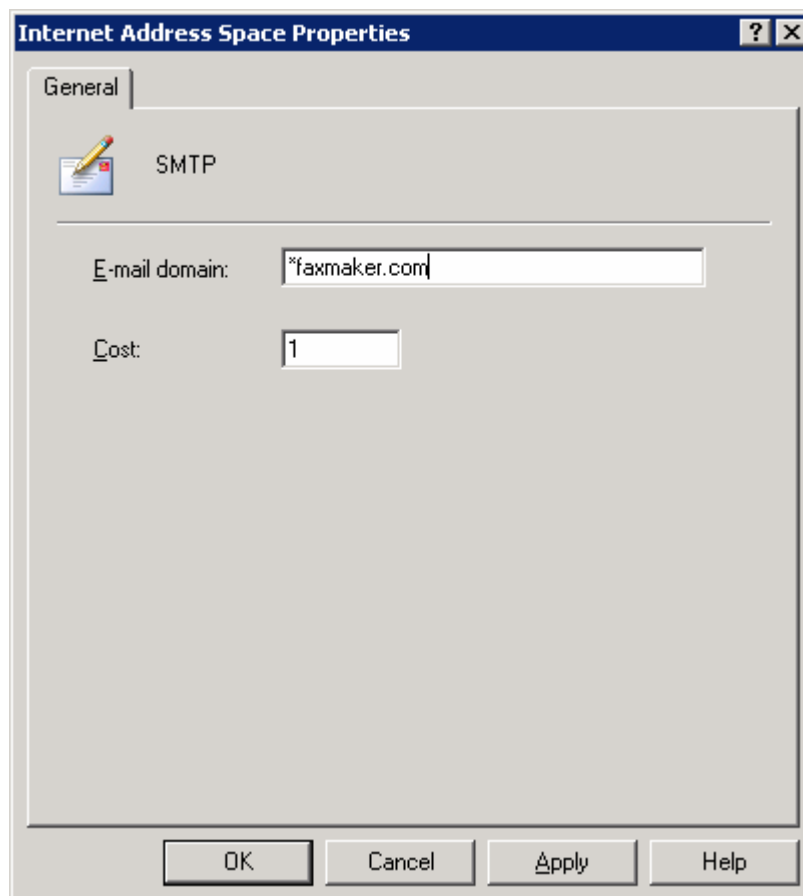 Internet Address Space Properties
General
SMTP
E-mail domain: *faxmaker.com
Cost: 1
OK Cancel Apply Help